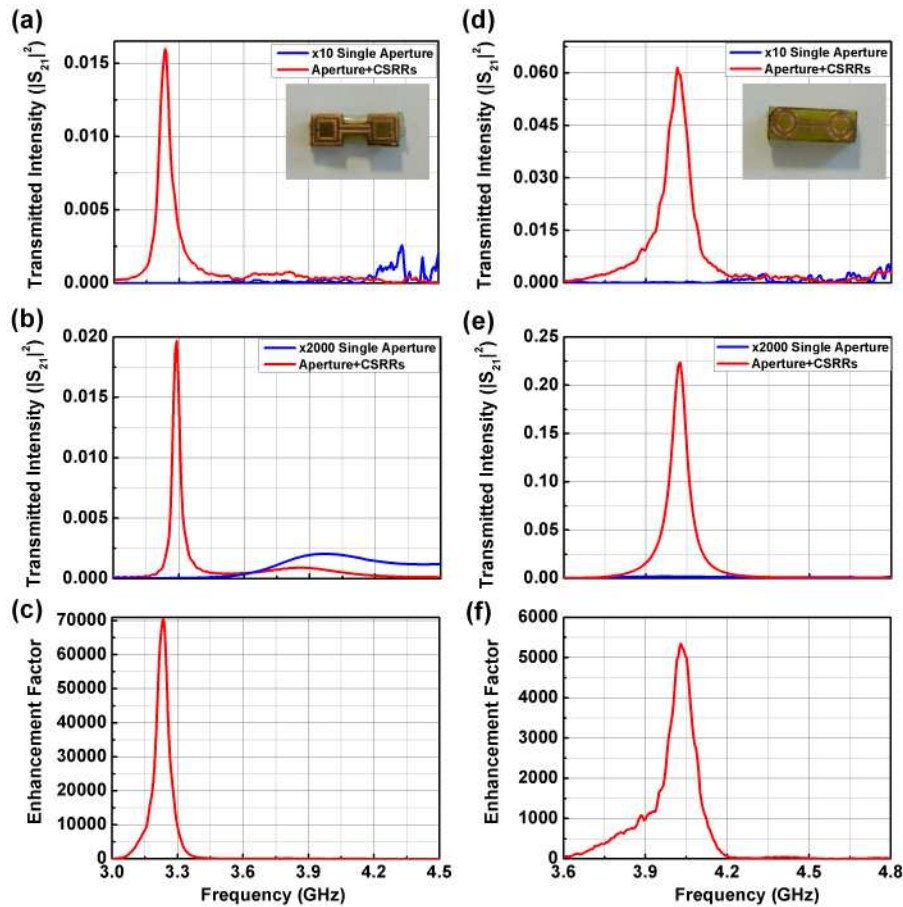 (a)
Transmitted Intensity (|S21|²)
0.015
0.010
0.005
0.000
x10 Single Aperture
Aperture+CSRRs
(d)
Transmitted Intensity (|S21|²)
0.060
0.045
0.030
0.015
0.000
x10 Single Aperture
Aperture+CSRRs
(b)
Transmitted Intensity (|S21|²)
0.020
0.015
0.010
0.005
0.000
x2000 Single Aperture
Aperture+CSRRs
(e)
Transmitted Intensity (|S21|²)
0.25
0.20
0.15
0.10
0.05
0.00
x2000 Single Aperture
Aperture+CSRRs
(c)
Enhancement Factor
70000
60000
50000
40000
30000
20000
10000
0
3.0 3.3 3.6 3.9 4.2 4.5
Frequency (GHz)
(f)
Enhancement Factor
6000
5000
4000
3000
2000
1000
0
3.6 3.9 4.2 4.5 4.8
Frequency (GHz)